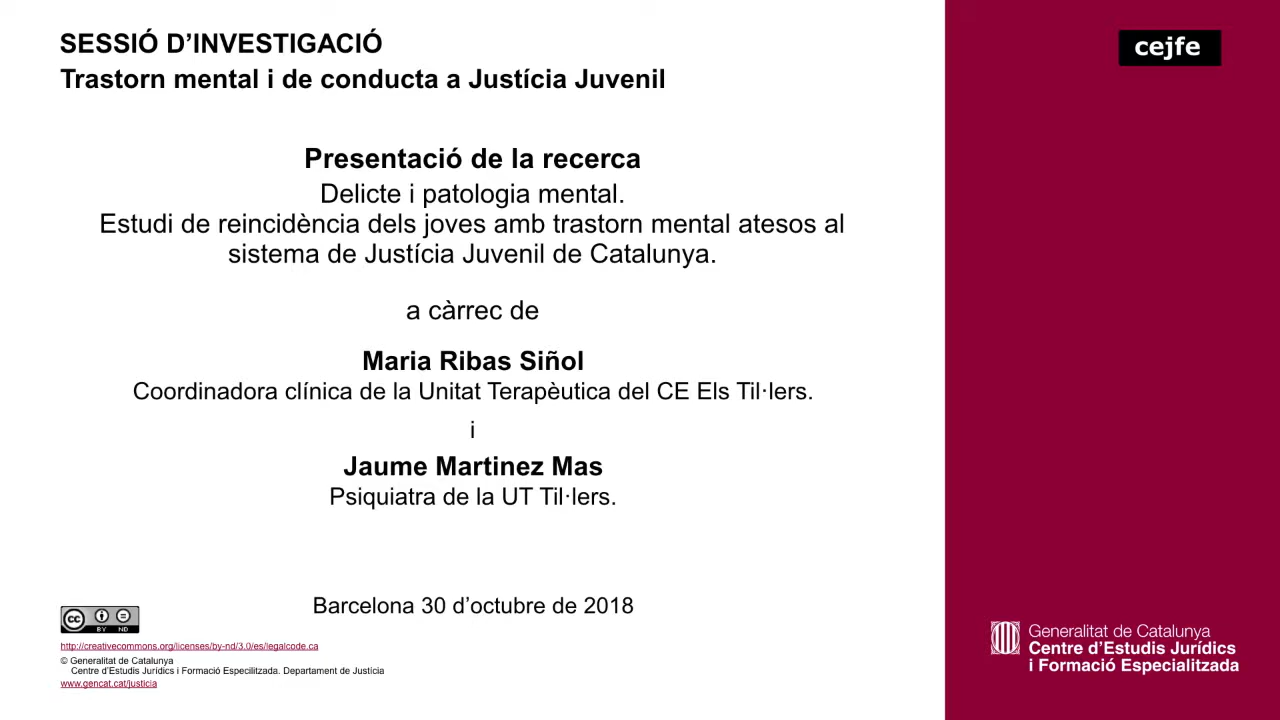 SESSIÓ D’INVESTIGACIÓ
Trastorn mental i de conducta a Justícia Juvenil
cejfe
Presentació de la recerca
Delicte i patologia mental.
Estudi de reincidència dels joves amb trastorn mental atesos al
sistema de Justícia Juvenil de Catalunya.
a càrrec de
Maria Ribas Siñol
Coordinadora clínica de la Unitat Terapèutica del CE Els Til·lers.
i
Jaume Martinez Mas
Psiquiatra de la UT Til·lers.
Barcelona 30 d’octubre de 2018
cc BY ND
http://creativecommons.org/licenses/by-nd/3.0/es/legalcode.ca
© Generalitat de Catalunya
Centre d’Estudis Jurídics i Formació Especilitzada. Departament de Justícia
www.gencat.cat/justicia
Generalitat de Catalunya
Centre d’Estudis Jurídics
i Formació Especialitzada